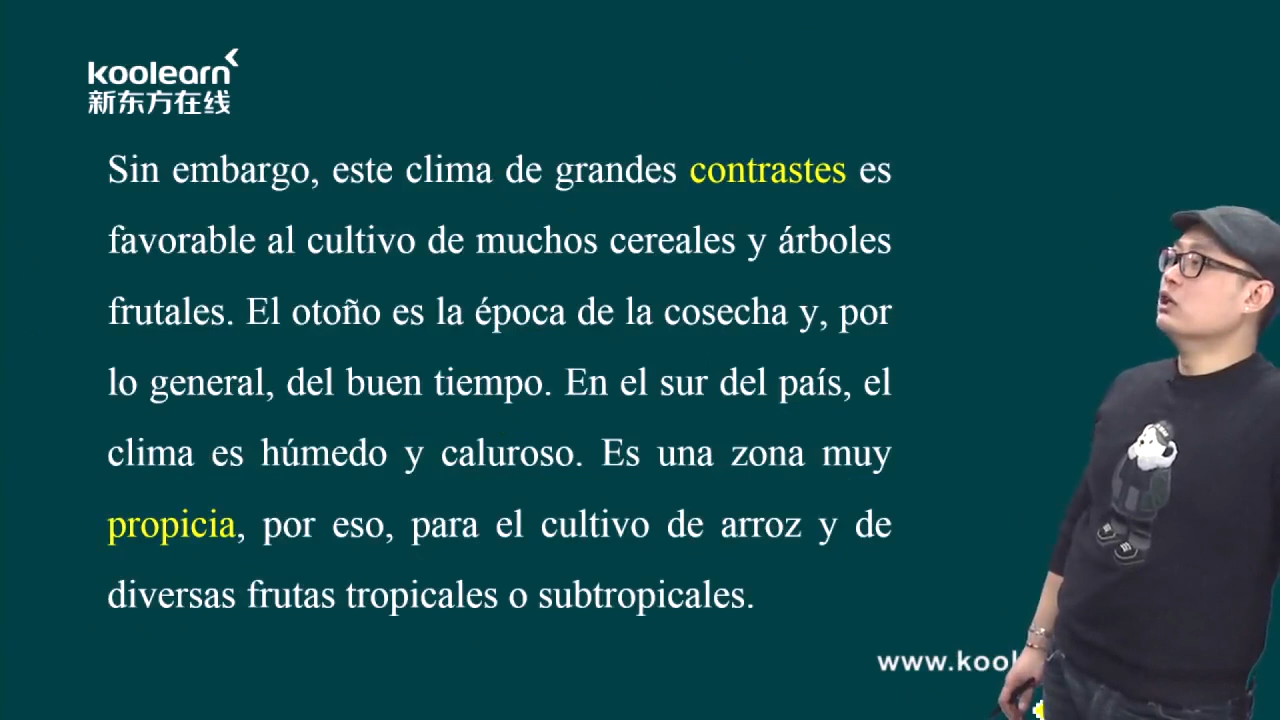 koolearn
新东方在线
Sin embargo, este clima de grandes contrastes es
favorable al cultivo de muchos cereales y árboles
frutales. El otoño es la época de la cosecha y, por
lo general, del buen tiempo. En el sur del país, el
clima es húmedo y caluroso. Es una zona muy
propicia, por eso, para el cultivo de arroz y de
diversas frutas tropicales o subtropicales.
www.kool